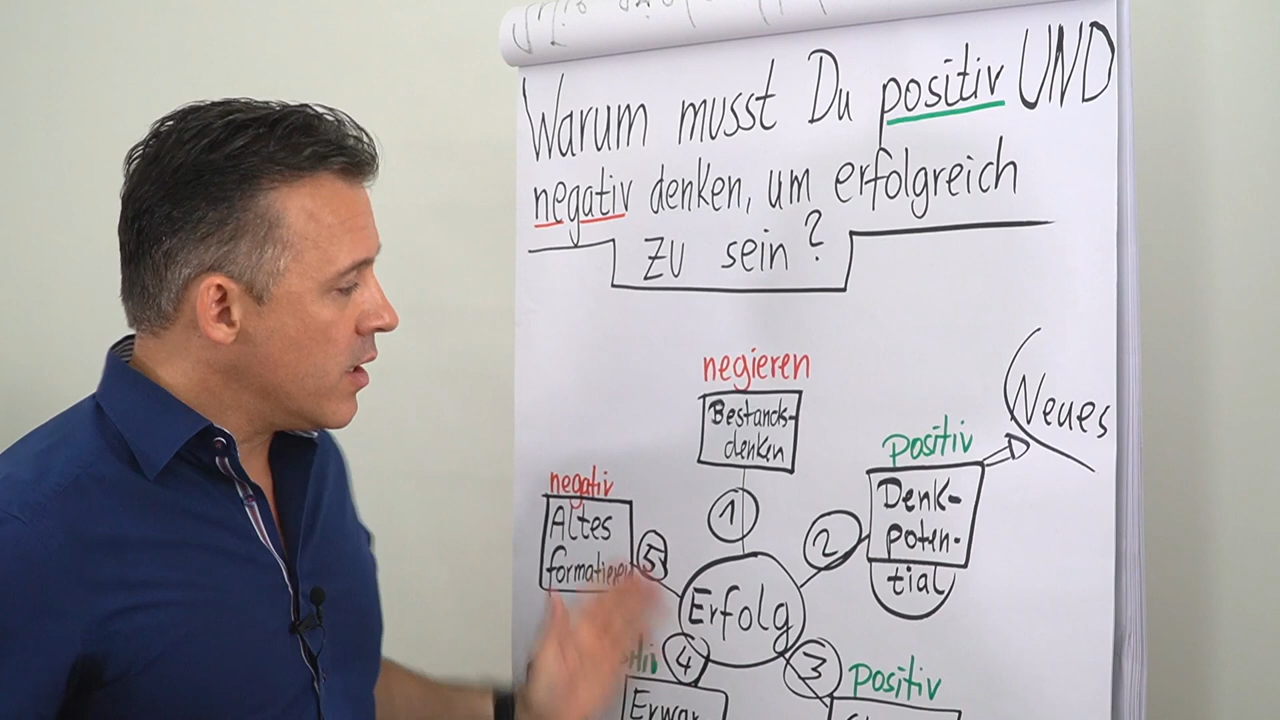 Warum musst Du positiv UND
negativ denken, um erfolgreich
zu sein?
negieren
Bestands-
denken
1
positiv
Denk-
poten-
tial
2
Neues
negativ
Altes
formatieren
5
Erfolg
4
3
positiv